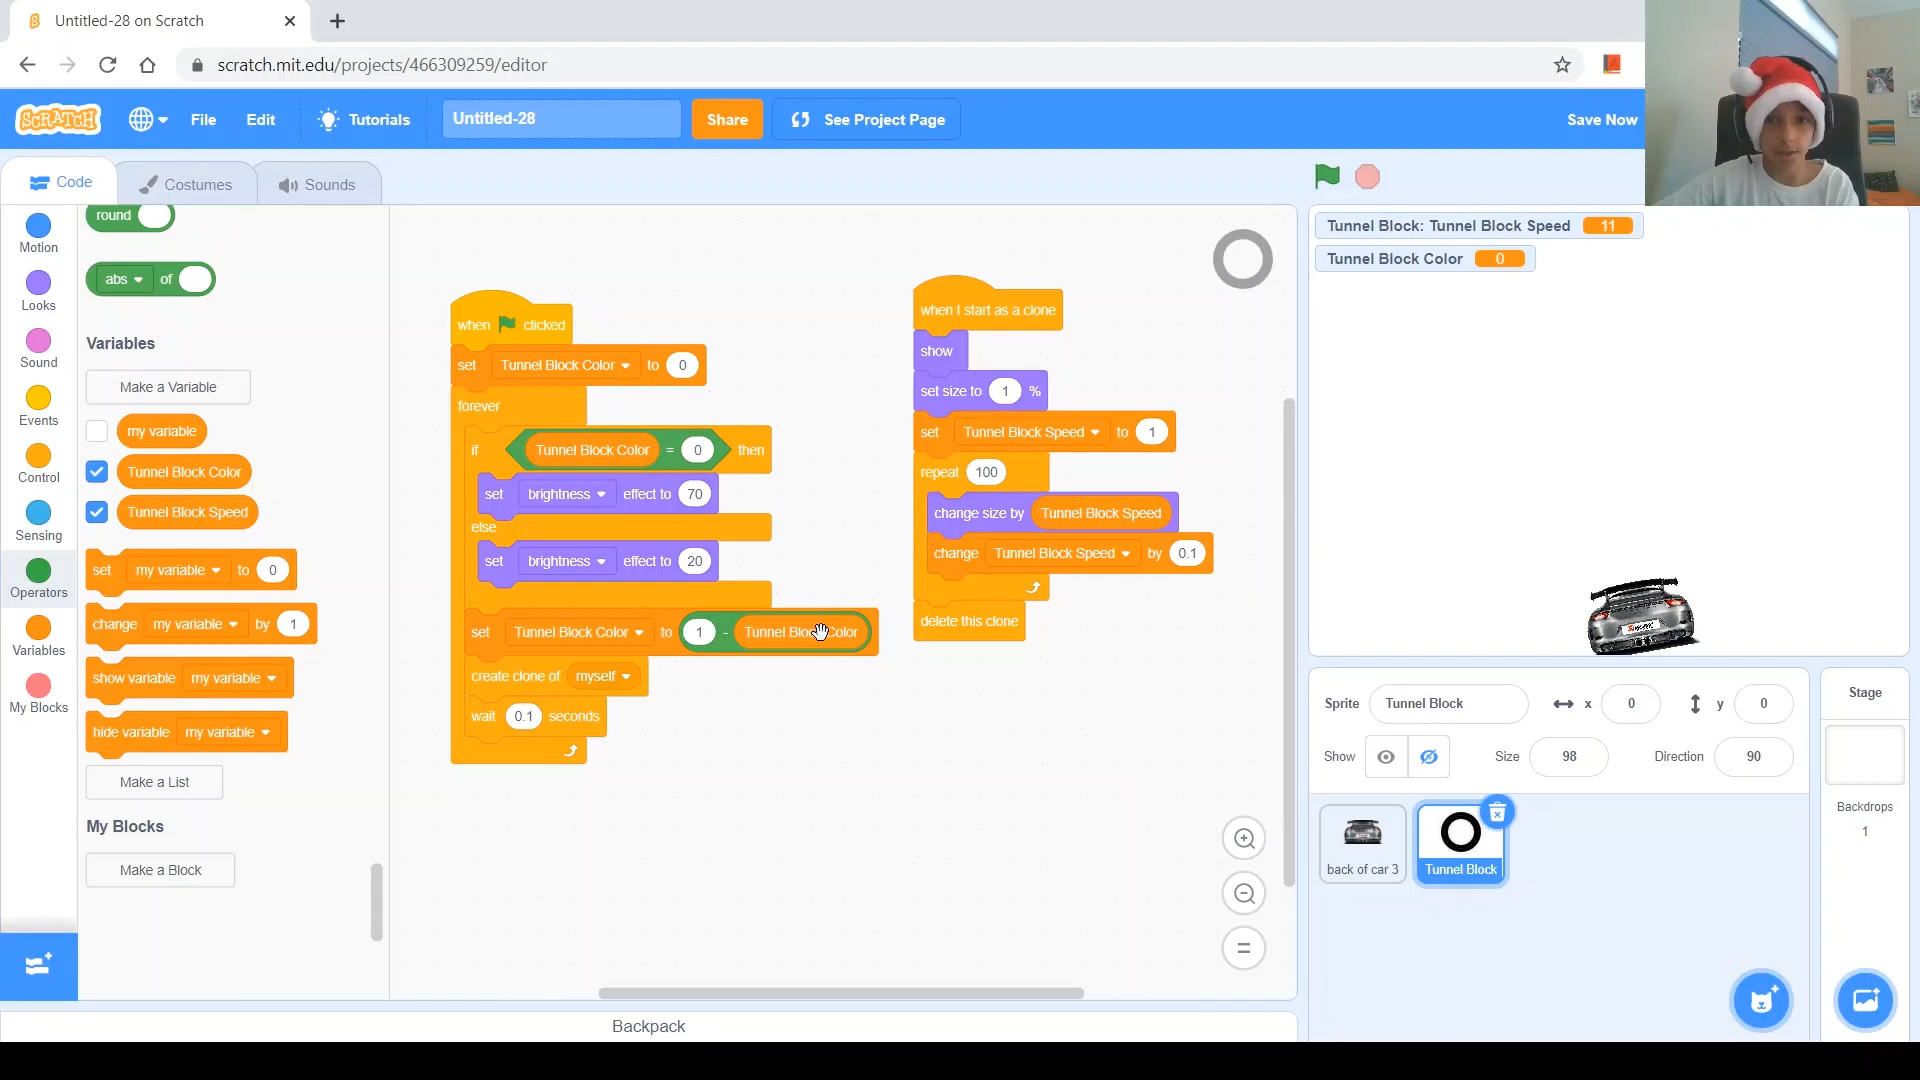 Untitled-28 on Scratch
scratch.mit.edu/projects/466309259/editor
SCRATCH
File
Edit
Tutorials
Untitled-28
Share
See Project Page
Save Now
Code
Costumes
Sounds
Motion
Looks
Sound
Events
Control
Sensing
Operators
Variables
My Blocks
round
abs of
Variables
Make a Variable
my variable
Tunnel Block Color
Tunnel Block Speed
set my variable to 0
change my variable by 1
show variable my variable
hide variable my variable
Make a List
My Blocks
Make a Block
when clicked
set Tunnel Block Color to 0
forever
if Tunnel Block Color = 0 then
set brightness effect to 70
else
set brightness effect to 20
set Tunnel Block Color to 1 - Tunnel Block Color
create clone of myself
wait 0.1 seconds
when I start as a clone
show
set size to 1 %
set Tunnel Block Speed to 1
repeat 100
change size by Tunnel Block Speed
change Tunnel Block Speed by 0.1
delete this clone
Tunnel Block: Tunnel Block Speed 11
Tunnel Block Color 0
Sprite Tunnel Block x 0 y 0
Show Size 98 Direction 90
back of car 3
Tunnel Block
Stage
Backdrops
1
Backpack